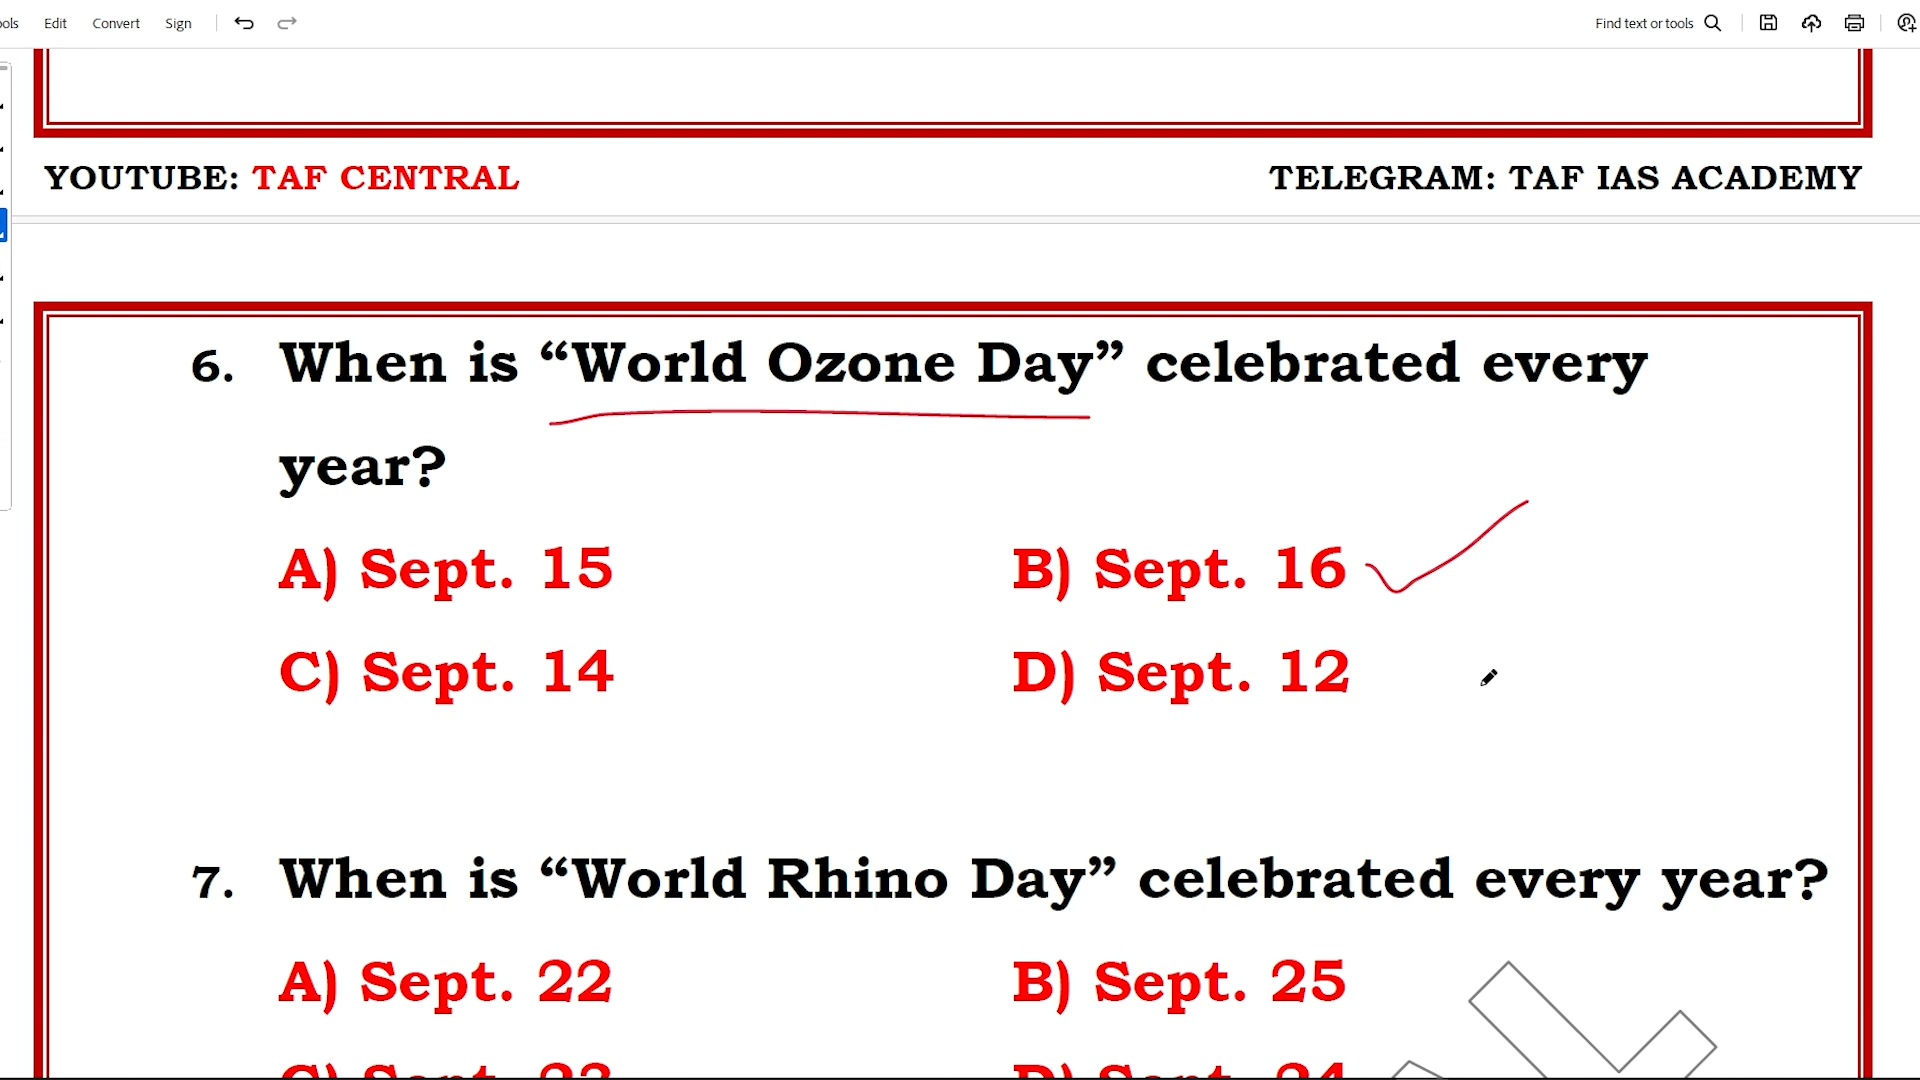 Edit Convert Sign Find text or tools
YOUTUBE: TAF CENTRAL TELEGRAM: TAF IAS ACADEMY
6. When is “World Ozone Day” celebrated every
year?
A) Sept. 15 B) Sept. 16
C) Sept. 14 D) Sept. 12
7. When is “World Rhino Day” celebrated every year?
A) Sept. 22 B) Sept. 25